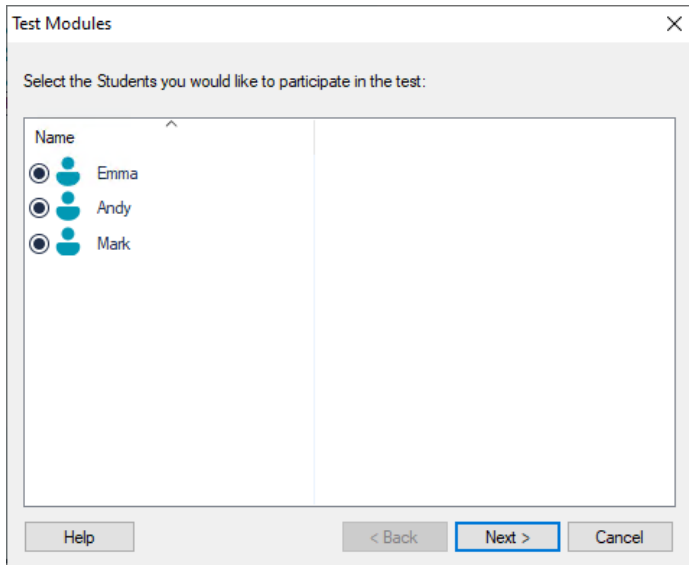 Test Modules
Select the Students you would like to participate in the test:
Name
Emma
Andy
Mark
Help
< Back
Next >
Cancel